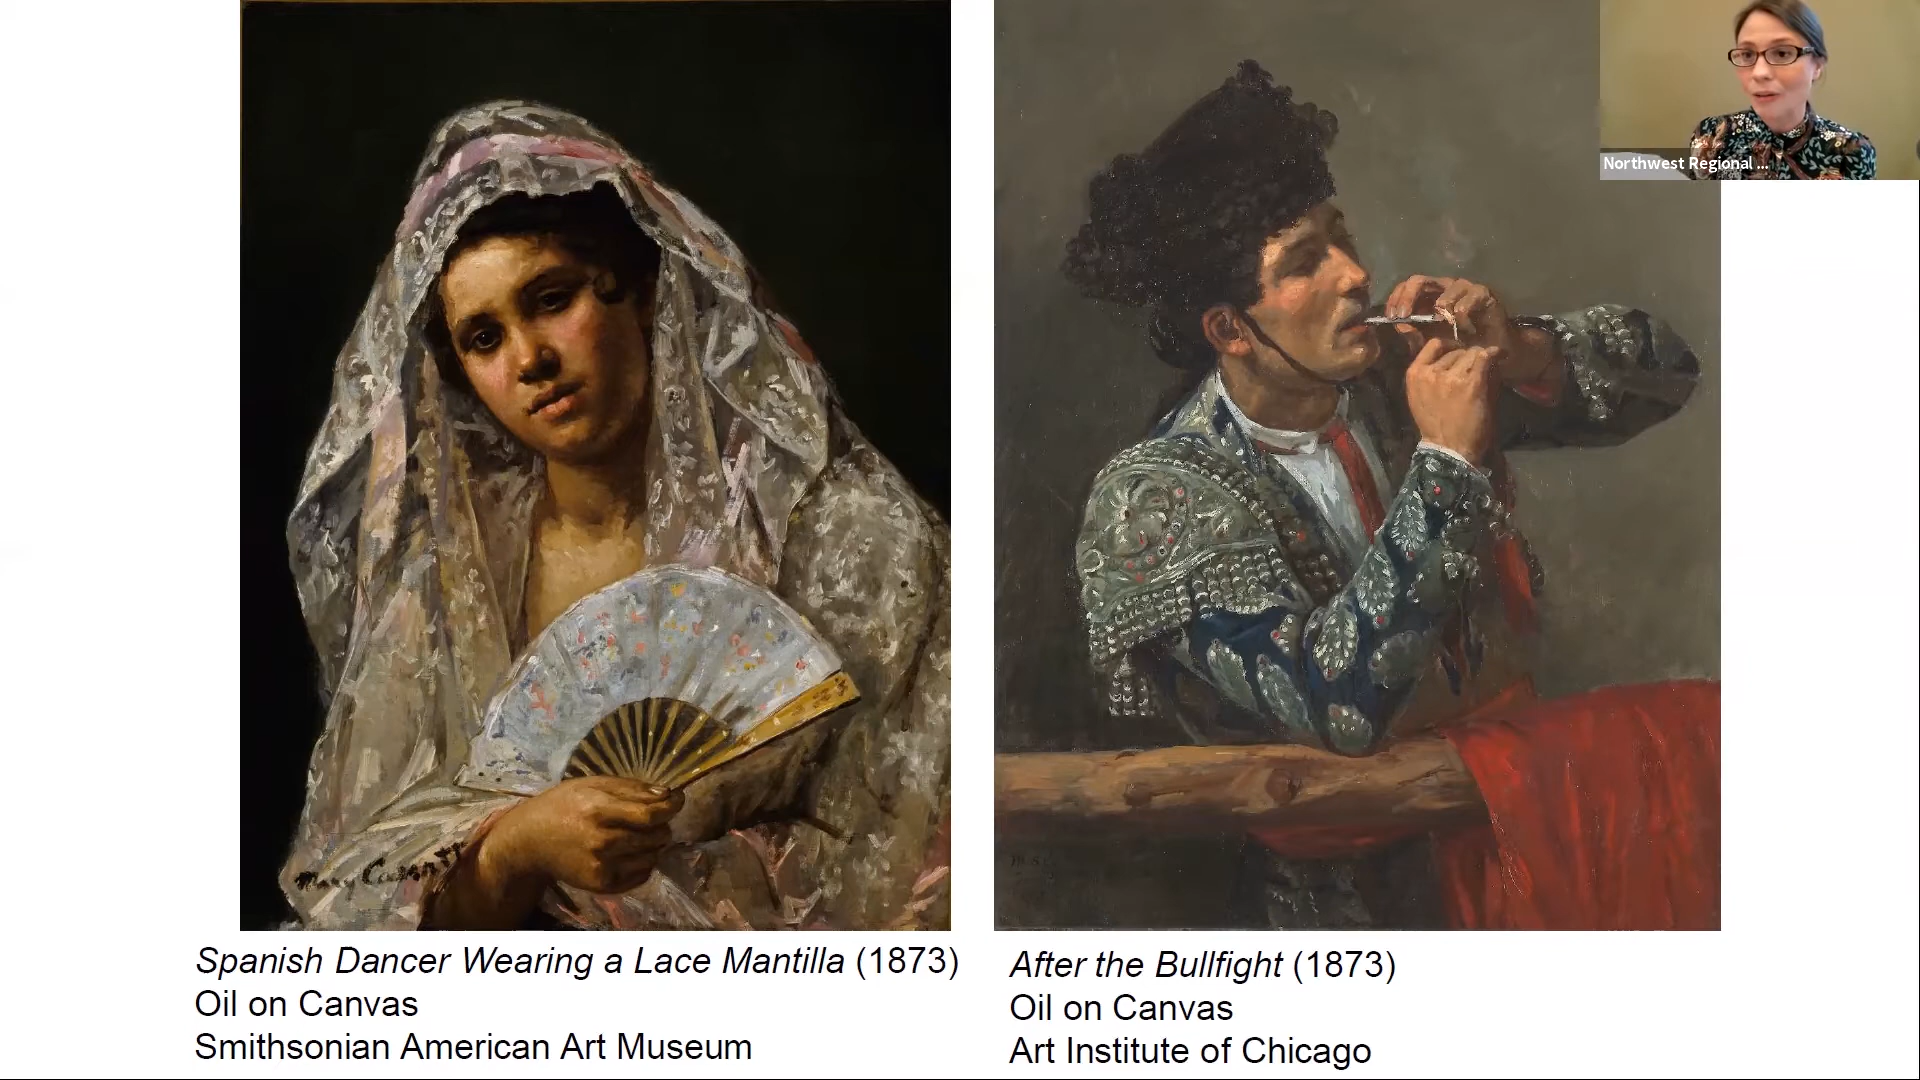 Northwest Regional ...
Mary Cassatt
Spanish Dancer Wearing a Lace Mantilla (1873)
Oil on Canvas
Smithsonian American Art Museum
After the Bullfight (1873)
Oil on Canvas
Art Institute of Chicago